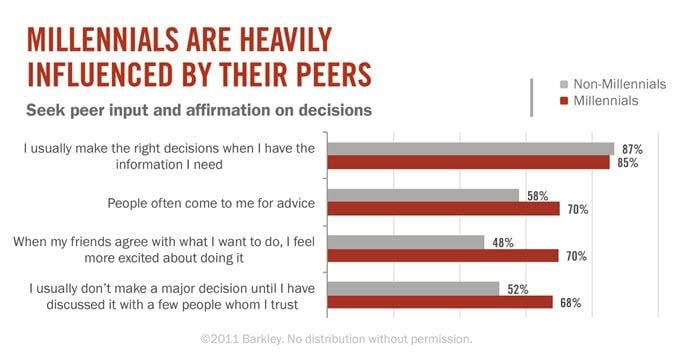 MILLENNIALS ARE HEAVILY
INFLUENCED BY THEIR PEERS
Seek peer input and affirmation on decisions
Non-Millennials
Millennials
I usually make the right decisions when I have the
information I need
87%
85%
People often come to me for advice
58%
70%
When my friends agree with what I want to do, I feel
more excited about doing it
48%
70%
I usually don't make a major decision until I have
discussed it with a few people whom I trust
52%
68%
©2011 Barkley. No distribution without permission.